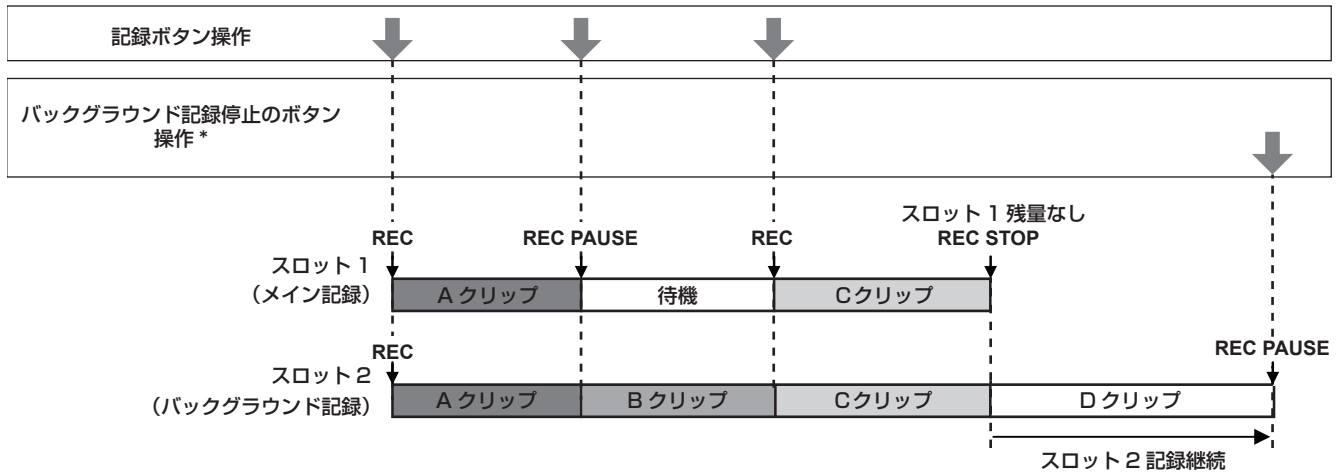 記録ボタン操作
バックグラウンド記録停止のボタン
操作 *
スロット 1 残量なし
REC
REC PAUSE
REC
REC STOP
スロット 1
（メイン記録）
A クリップ
待機
Cクリップ
REC
REC PAUSE
スロット 2
（バックグラウンド記録）
A クリップ
B クリップ
Cクリップ
D クリップ
スロット 2 記録継続